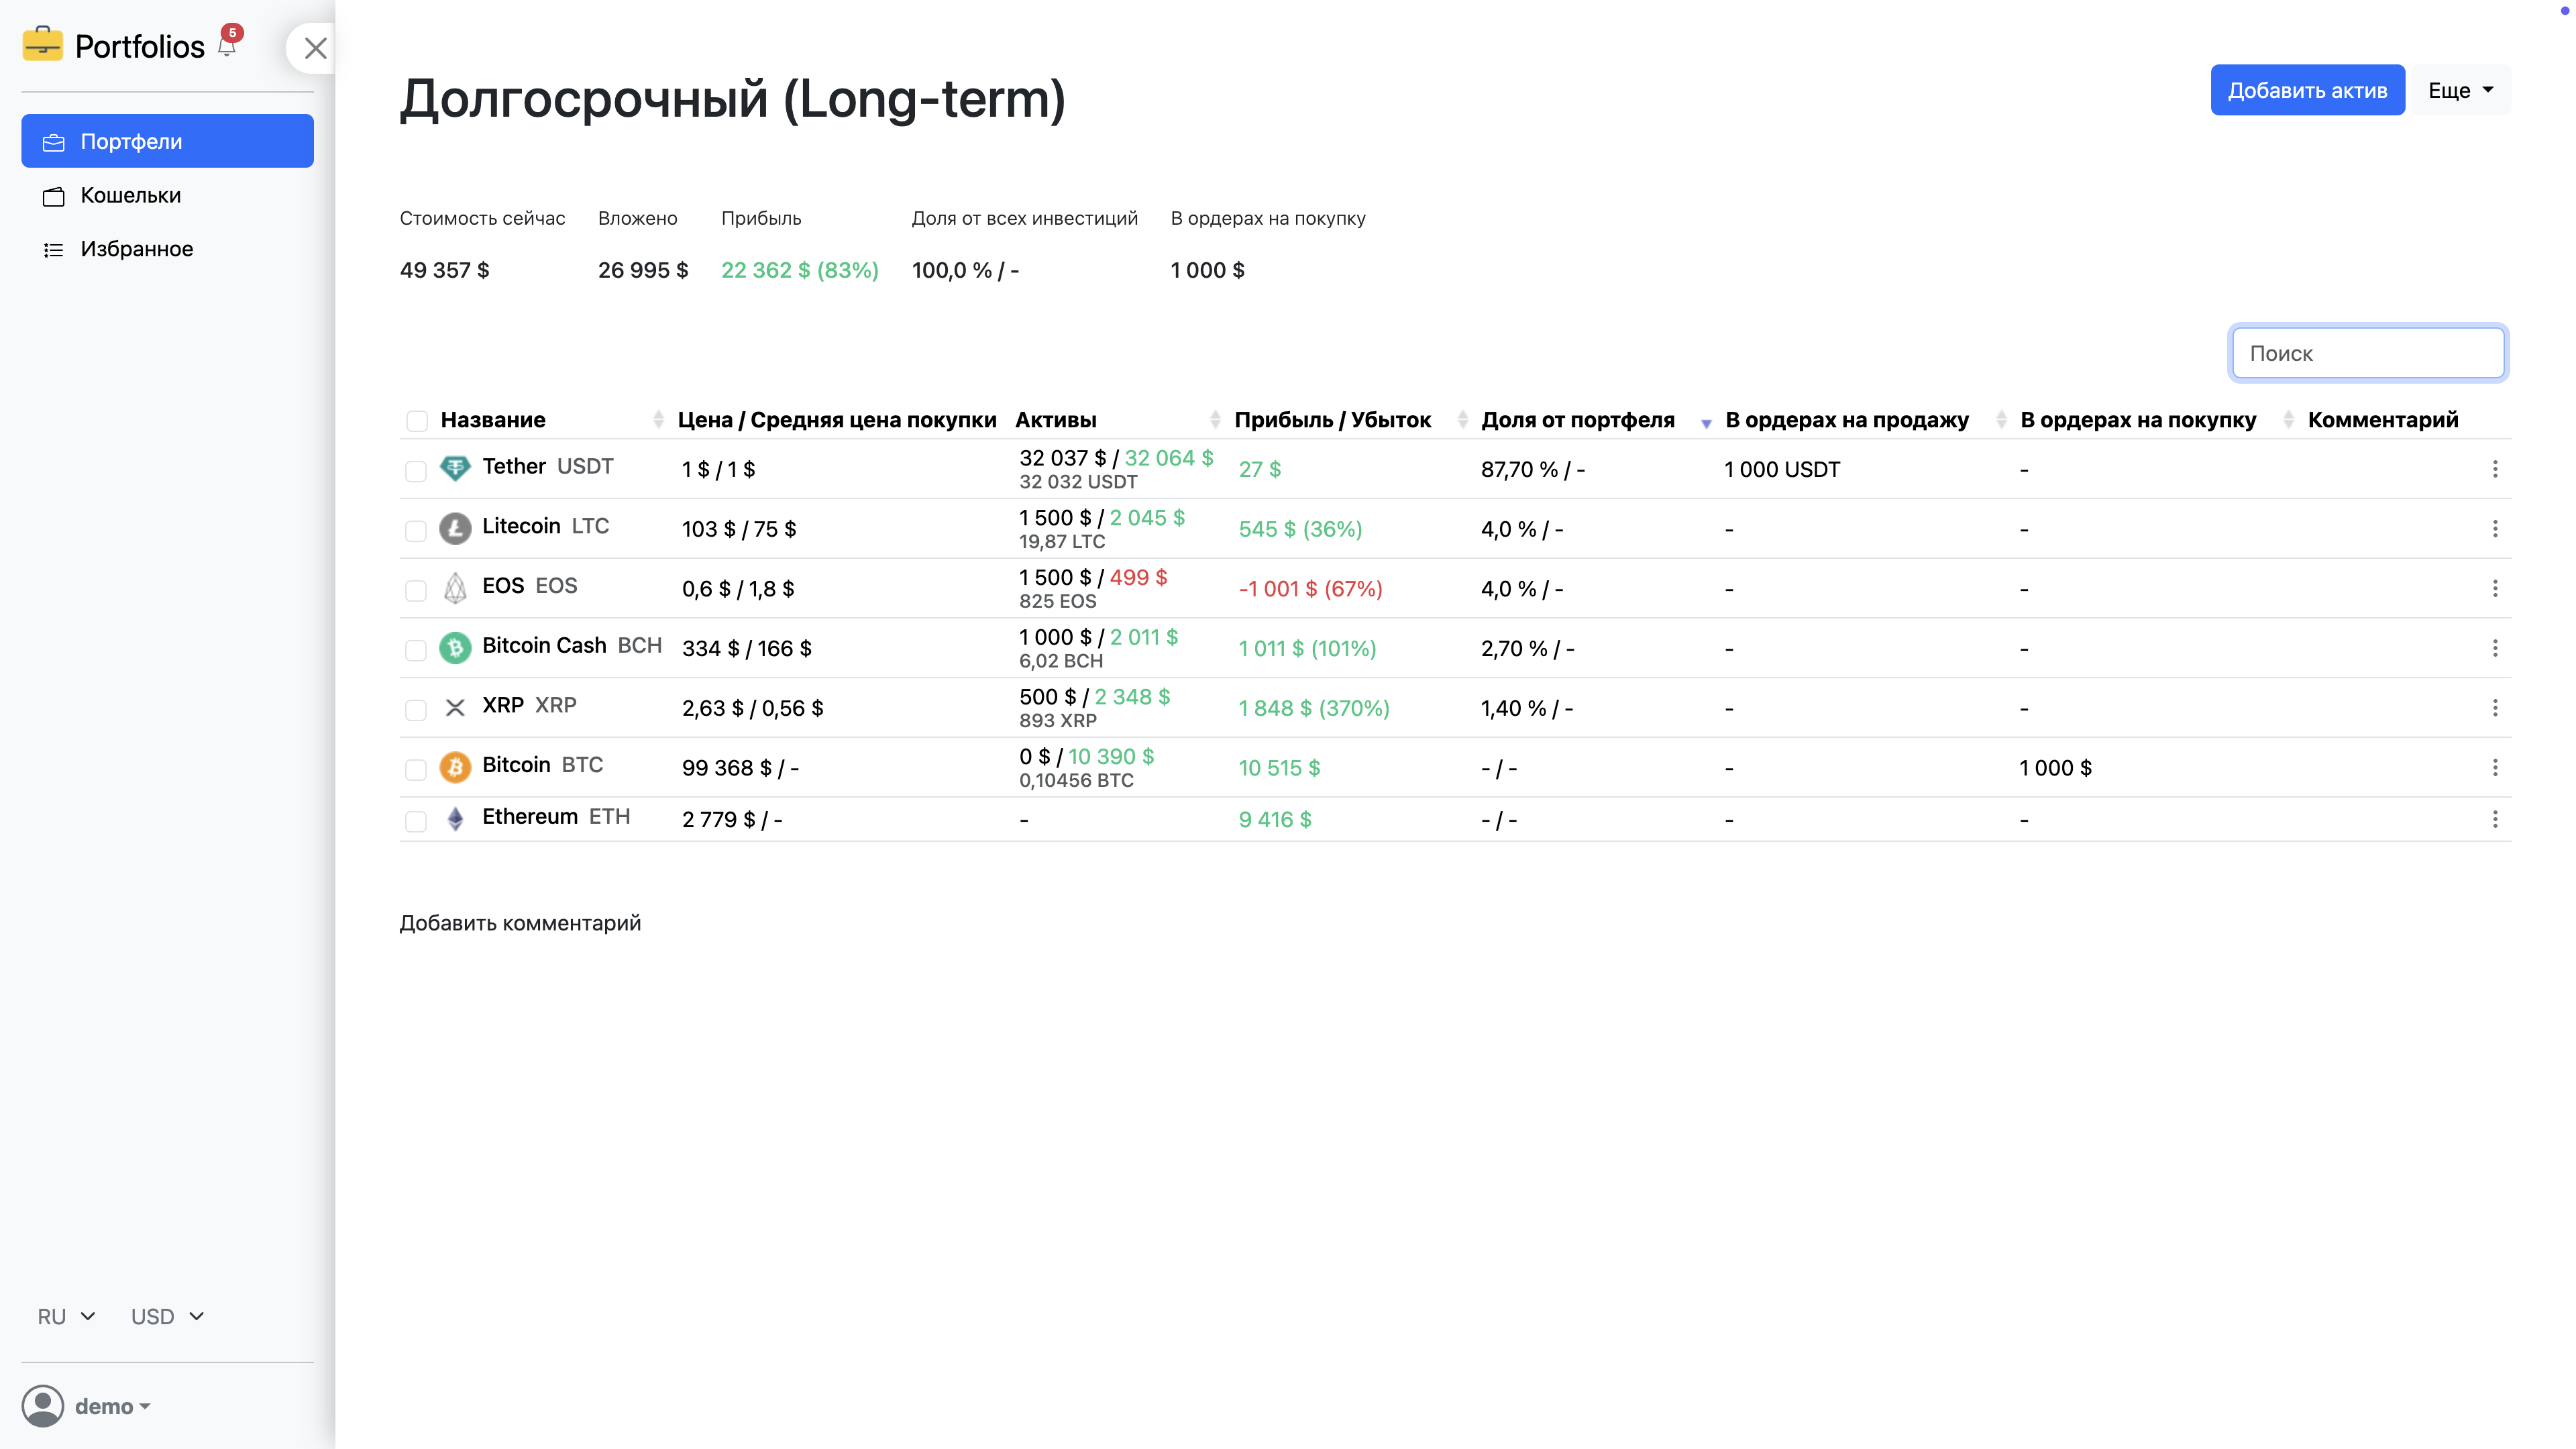 Portfolios 5
Портфели
Кошельки
Избранное
RU USD
demo
Долгосрочный (Long-term)
Добавить актив Еще
Стоимость сейчас Вложено Прибыль Доля от всех инвестиций В ордерах на покупку
49 357 $ 26 995 $ 22 362 $ (83%) 100,0 % / - 1 000 $
Поиск
Название Цена / Средняя цена покупки Активы Прибыль / Убыток Доля от портфеля В ордерах на продажу В ордерах на покупку Комментарий
Tether USDT 1 $ / 1 $ 32 037 $ / 32 064 $ 27 $ 87,70 % / - 1 000 USDT -
32 032 USDT
Litecoin LTC 103 $ / 75 $ 1 500 $ / 2 045 $ 545 $ (36%) 4,0 % / - - -
19,87 LTC
EOS EOS 0,6 $ / 1,8 $ 1 500 $ / 499 $ -1 001 $ (67%) 4,0 % / - - -
825 EOS
Bitcoin Cash BCH 334 $ / 166 $ 1 000 $ / 2 011 $ 1 011 $ (101%) 2,70 % / - - -
6,02 BCH
XRP XRP 2,63 $ / 0,56 $ 500 $ / 2 348 $ 1 848 $ (370%) 1,40 % / - - -
893 XRP
Bitcoin BTC 99 368 $ / - 0 $ / 10 390 $ 10 515 $ - / - - 1 000 $
0,10456 BTC
Ethereum ETH 2 779 $ / - - 9 416 $ - / - - -
Добавить комментарий